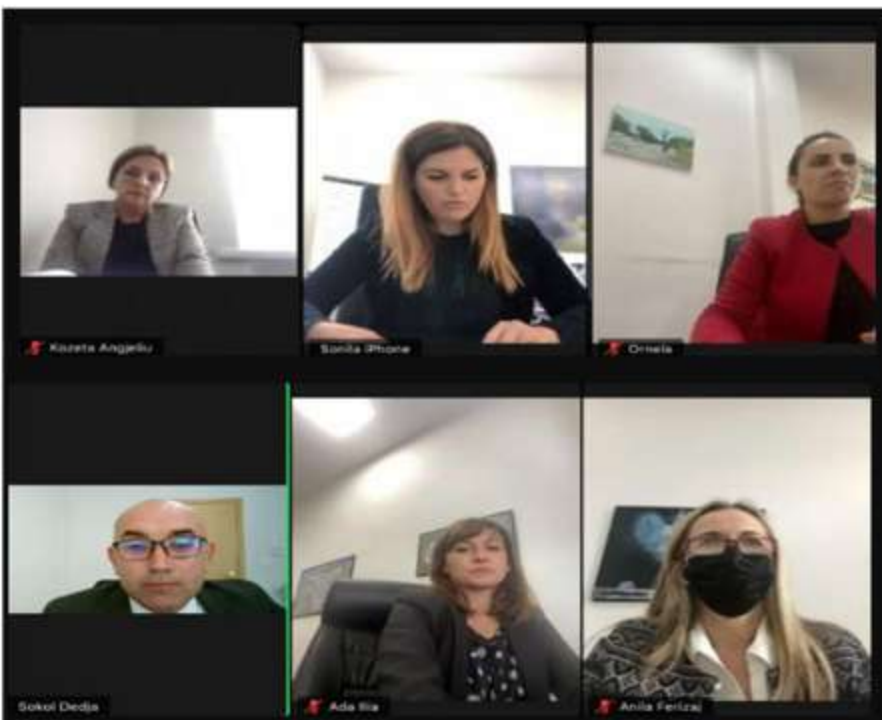 Kozeta Angjeliu
Sonila iPhone
Ornela
Sokol Dedja
Ada Ilia
Anila Ferizaj